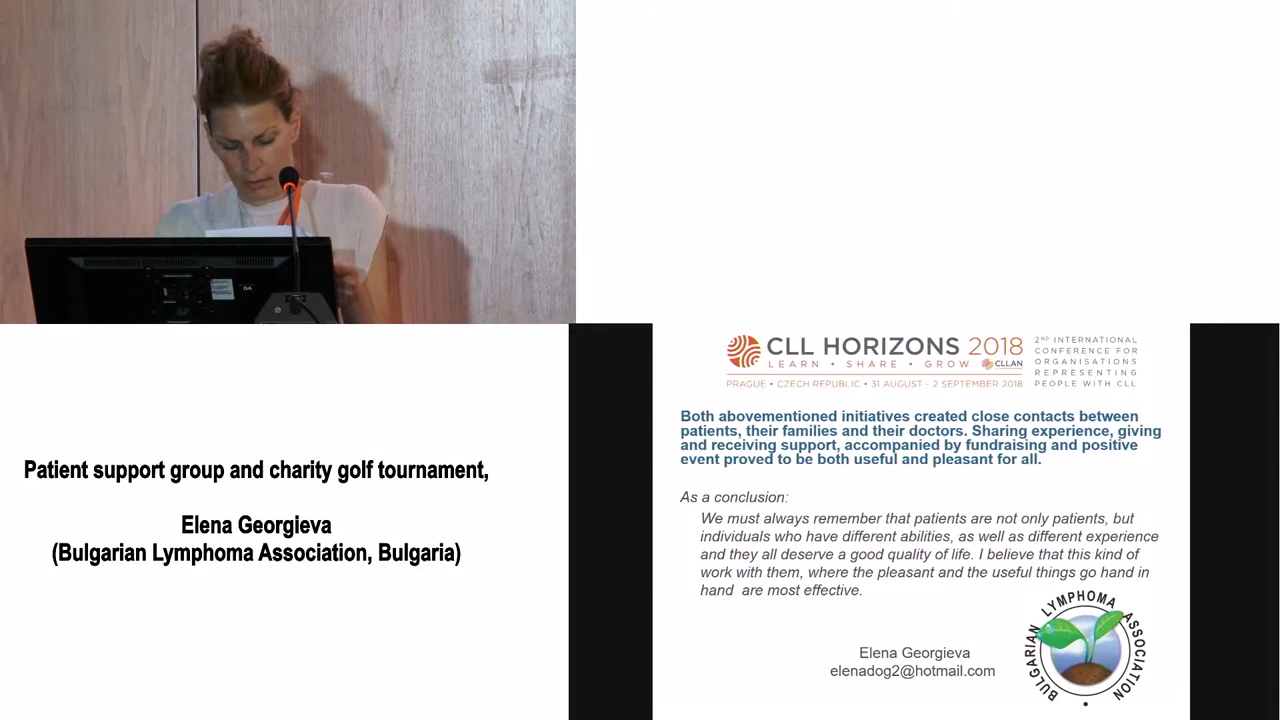 Patient support group and charity golf tournament,
Elena Georgieva
(Bulgarian Lymphoma Association, Bulgaria)
CLL HORIZONS 2018
LEARN • SHARE • GROW
CLLAN
PRAGUE • CZECH REPUBLIC • 31 AUGUST - 2 SEPTEMBER 2018
2ND INTERNATIONAL
CONFERENCE FOR
ORGANISATIONS
REPRESENTING
PEOPLE WITH CLL
Both abovementioned initiatives created close contacts between
patients, their families and their doctors. Sharing experience, giving
and receiving support, accompanied by fundraising and positive
event proved to be both useful and pleasant for all.
As a conclusion:
We must always remember that patients are not only patients, but
individuals who have different abilities, as well as different experience
and they all deserve a good quality of life. I believe that this kind of
work with them, where the pleasant and the useful things go hand in
hand are most effective.
Elena Georgieva
elenadog2@hotmail.com
BULGARIAN LYMPHOMA ASSOCIATION